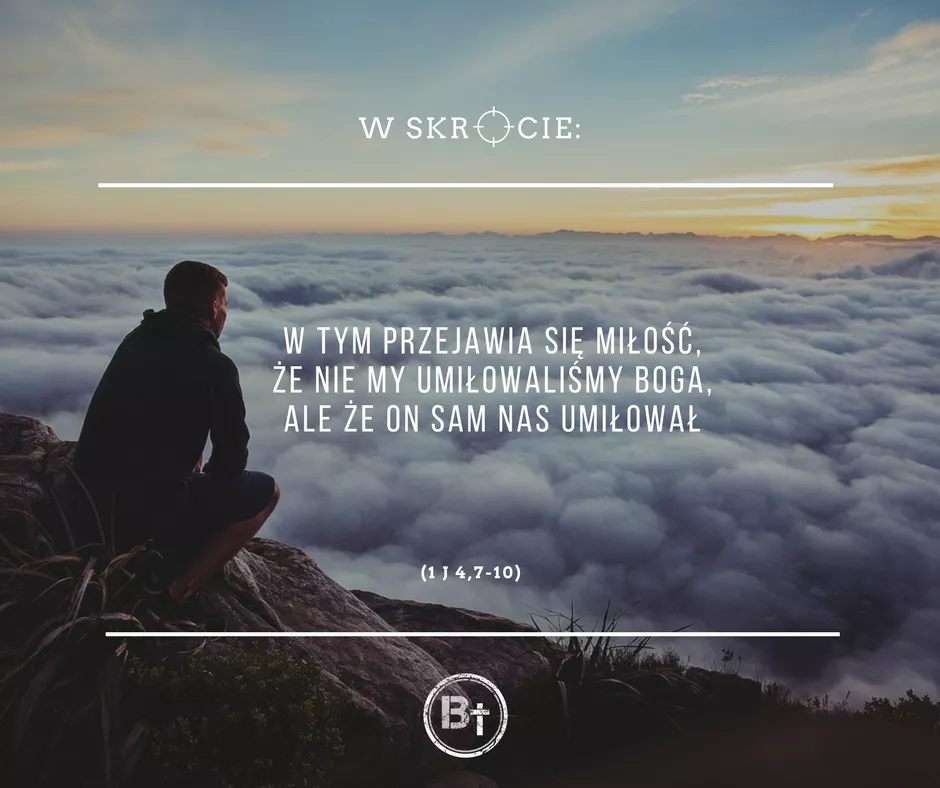 W SKRÓCIE:
W TYM PRZEJAWIA SIĘ MIŁOŚĆ,
ŻE NIE MY UMIŁOWALIŚMY BOGA,
ALE ŻE ON SAM NAS UMIŁOWAŁ
(1 J 4,7-10)
Bt